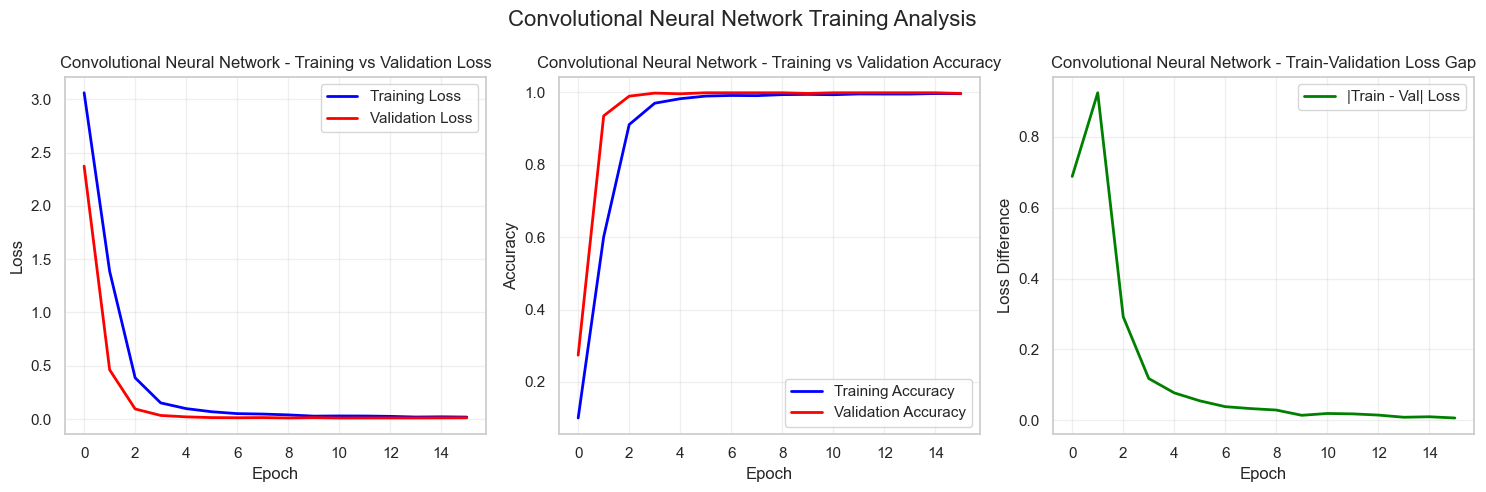 Convolutional Neural Network Training Analysis
Convolutional Neural Network - Training vs Validation Loss
3.0
2.5
2.0
1.5
1.0
0.5
0.0
Loss
Training Loss
Validation Loss
0 2 4 6 8 10 12 14
Epoch
Convolutional Neural Network - Training vs Validation Accuracy
1.0
0.8
0.6
0.4
0.2
Accuracy
Training Accuracy
Validation Accuracy
0 2 4 6 8 10 12 14
Epoch
Convolutional Neural Network - Train-Validation Loss Gap
|Train - Val| Loss
0.8
0.6
0.4
0.2
0.0
Loss Difference
0 2 4 6 8 10 12 14
Epoch